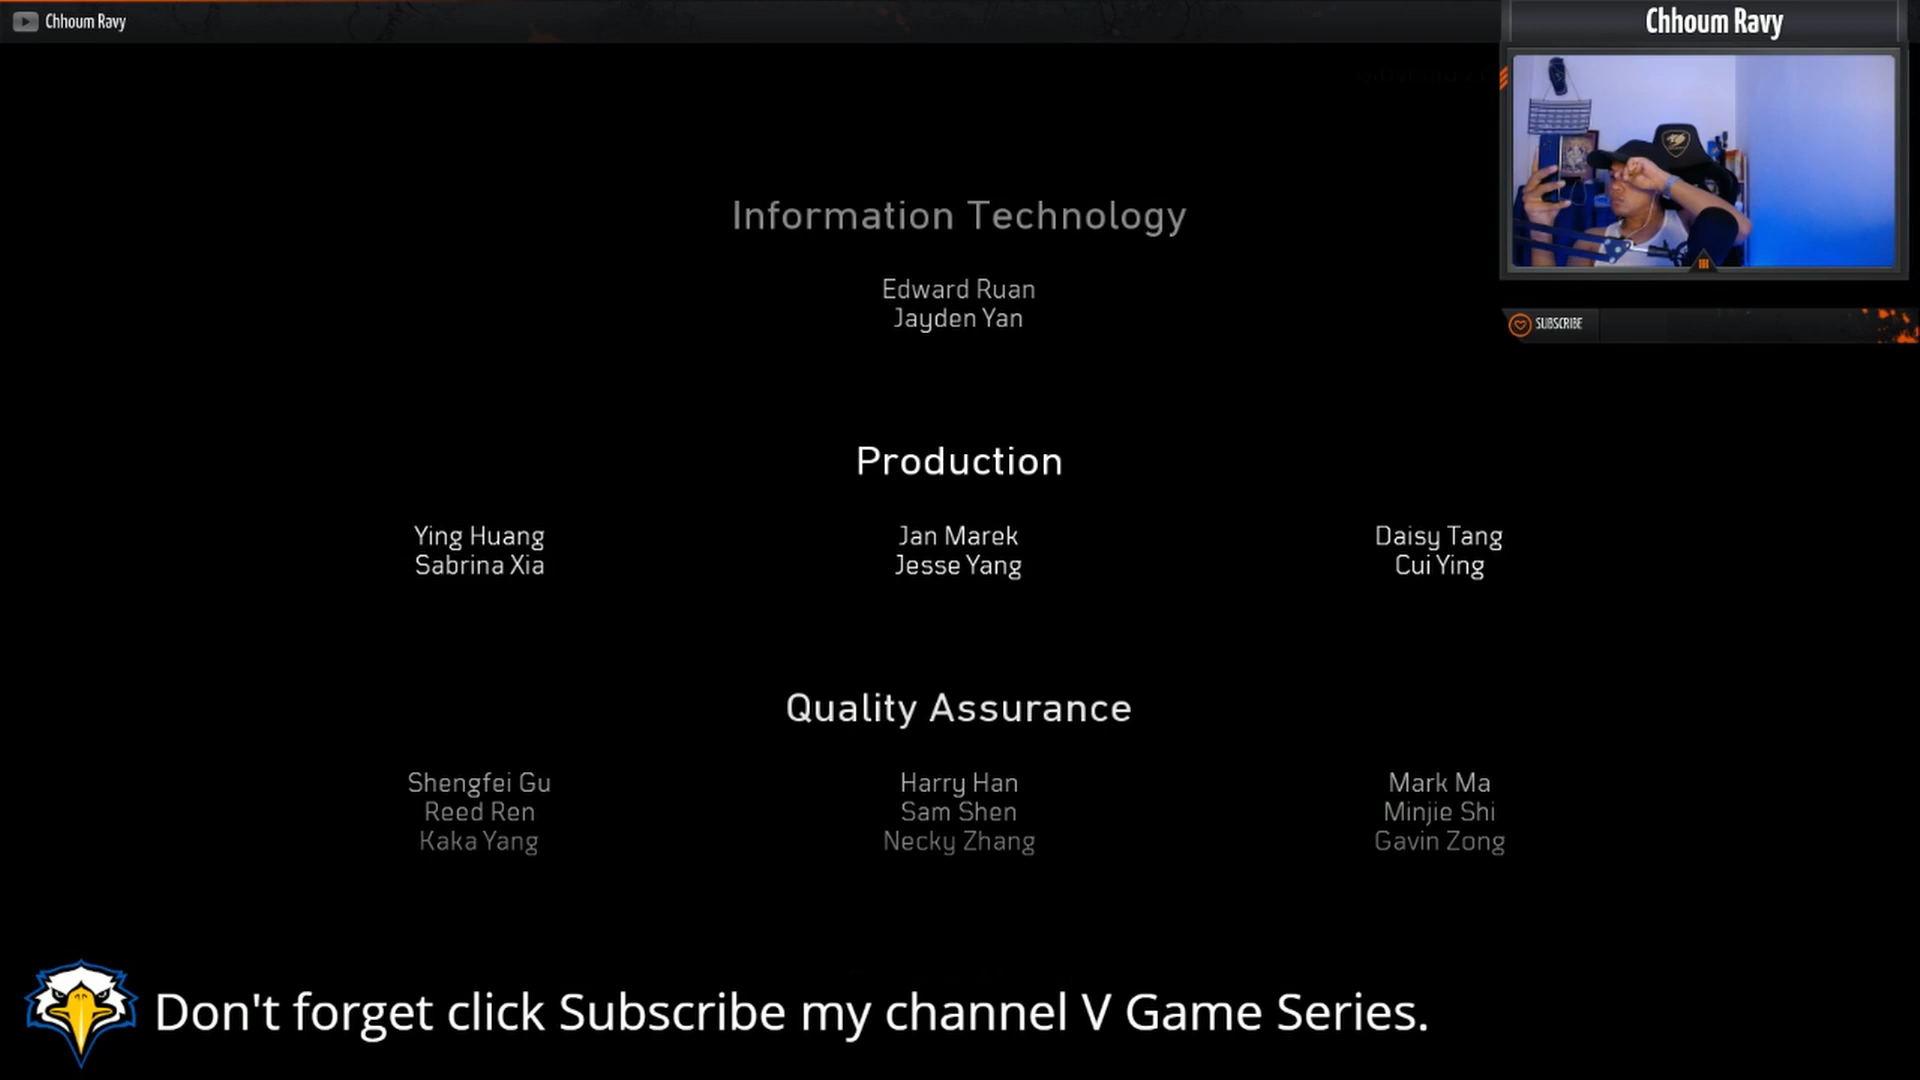 Chhoum Ravy
Chhoum Ravy
SUBSCRIBE
Information Technology
Edward Ruan
Jayden Yan
Production
Ying Huang
Jan Marek
Daisy Tang
Sabrina Xia
Jesse Yang
Cui Ying
Quality Assurance
Shengfei Gu
Harry Han
Mark Ma
Reed Ren
Sam Shen
Minjie Shi
Kaka Yang
Necky Zhang
Gavin Zong
Don't forget click Subscribe my channel V Game Series.